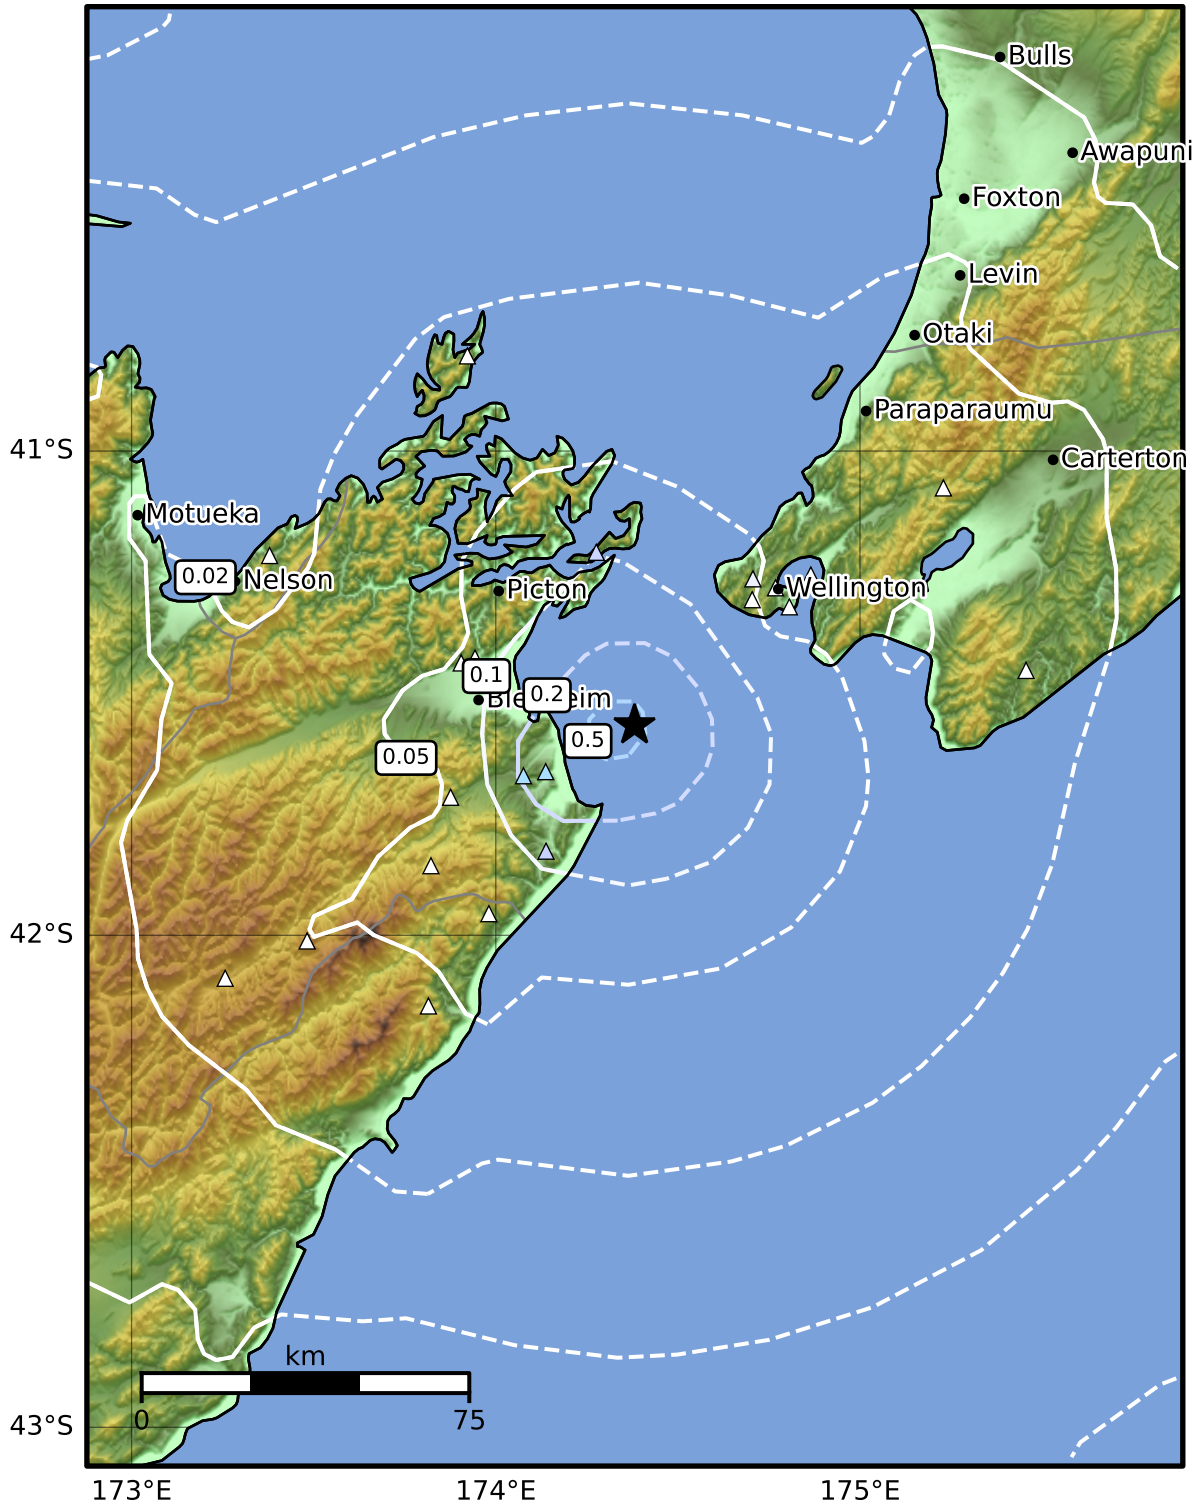 Bulls
Awapuni
Foxton
Levin
Otaki
Paraparaumu
41°S
Carterton
Motueka
0.02
Nelson
Picton
Wellington
0.1
0.2
Blenheim
0.5
0.05
42°S
km
0
75
43°S
173°E
174°E
175°E